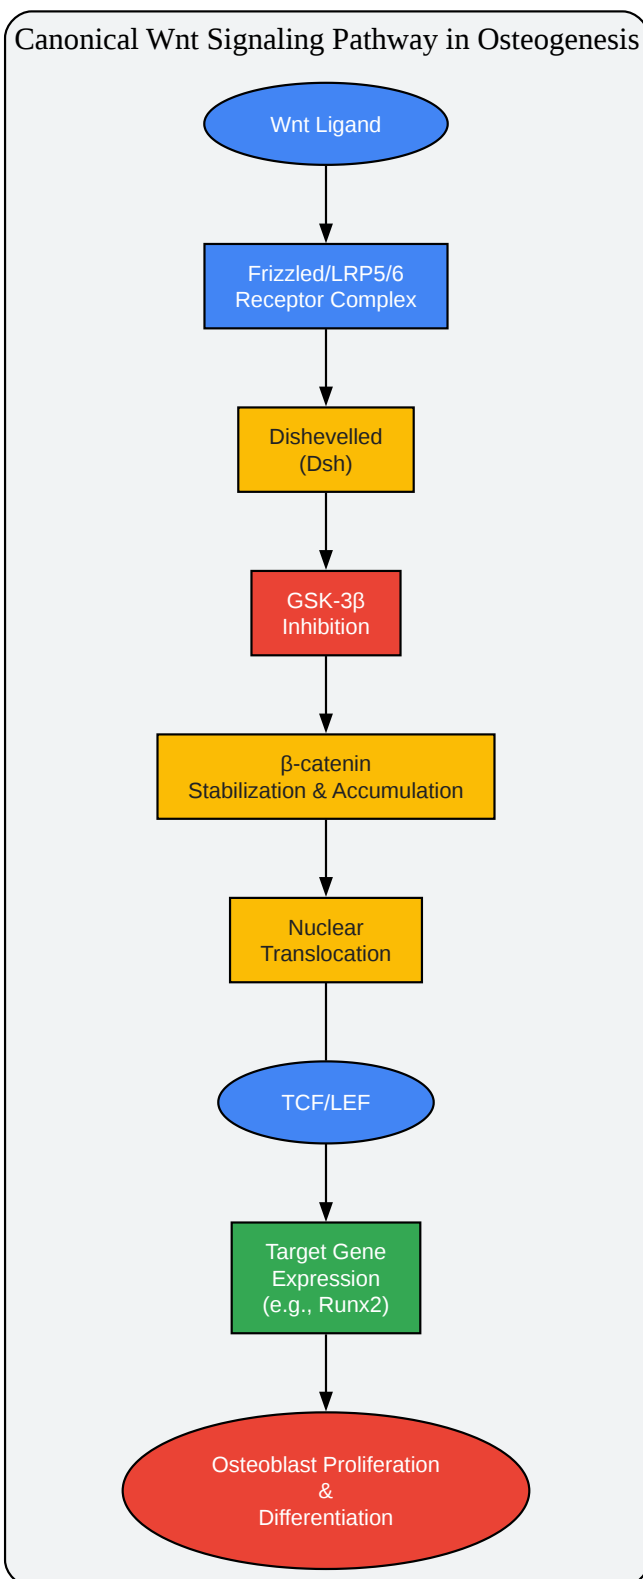 Canonical Wnt Signaling Pathway in Osteogenesis
Wnt Ligand
Frizzled/LRP5/6
Receptor Complex
Dishevelled
(Dsh)
GSK-3β
Inhibition
β-catenin
Stabilization & Accumulation
Nuclear
Translocation
TCF/LEF
Target Gene
Expression
(e.g., Runx2)
Osteoblast Proliferation
&
Differentiation